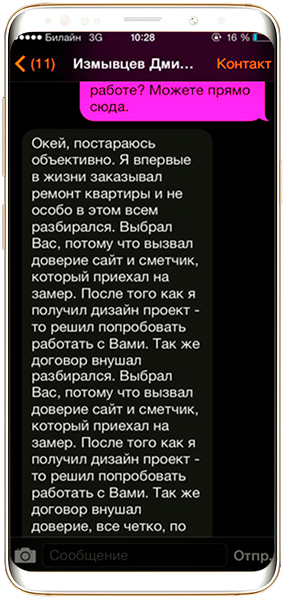 Билайн 3G 10:28 16 %
(11) Измывцев Дми... Контакт
работе? Можете прямо
сюда.
Окей, постараюсь
объективно. Я впервые
в жизни заказывал
ремонт квартиры и не
особо в этом всем
разбирался. Выбрал
Вас, потому что вызвал
доверие сайт и сметчик,
который приехал на
замер. После того как я
получил дизайн проект -
то решил попробовать
работать с Вами. Так же
договор внушал
разбирался. Выбрал
Вас, потому что вызвал
доверие сайт и сметчик,
который приехал на
замер. После того как я
получил дизайн проект -
то решил попробовать
работать с Вами. Так же
договор внушал
доверие, все четко, по
Сообщение Отпр.